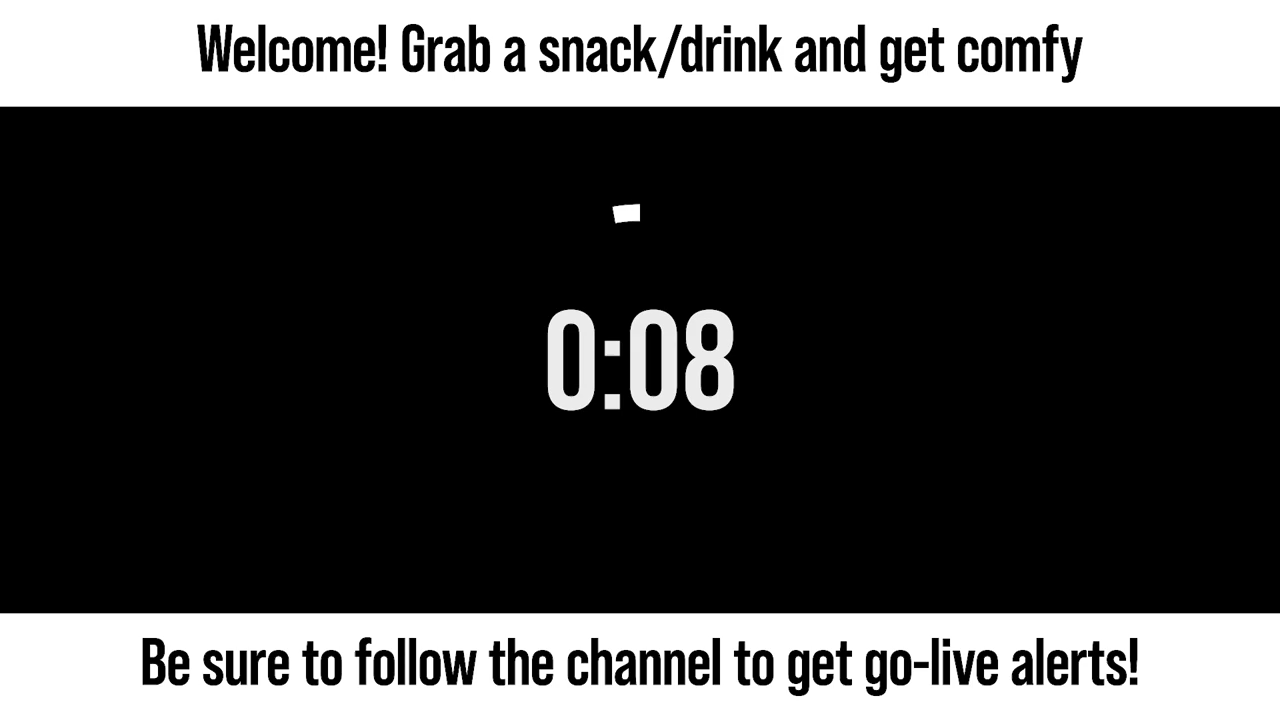 Welcome! Grab a snack/drink and get comfy
0:08
Be sure to follow the channel to get go-live alerts!